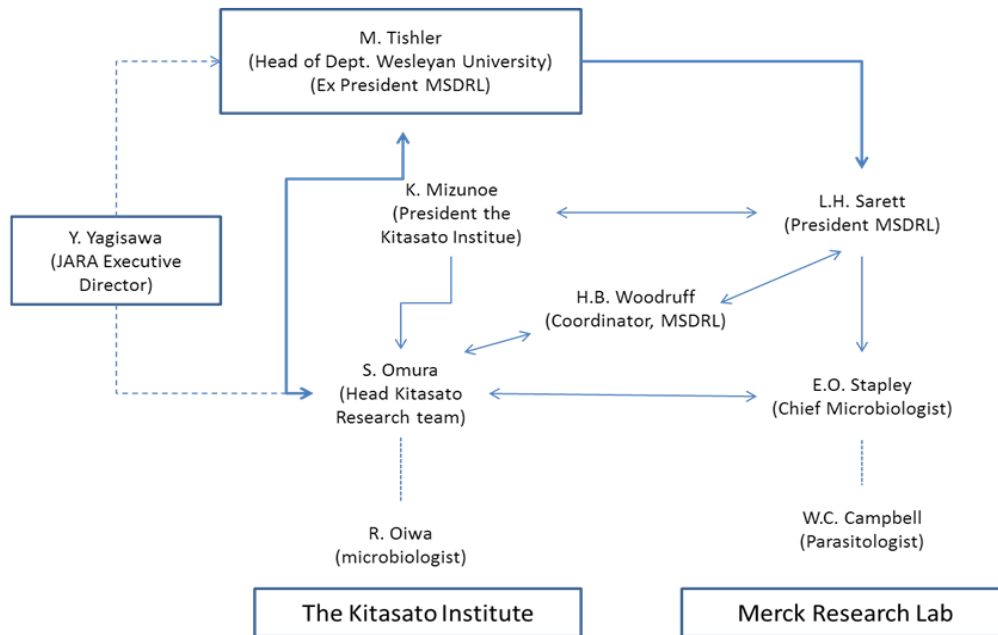 M. Tishler
(Head of Dept. Wesleyan University)
(Ex President MSDRL)
K. Mizunoe
(President the
Kitasato Institue)
L.H. Sarett
(President MSDRL)
Y. Yagisawa
(JARA Executive
Director)
H.B. Woodruff
(Coordinator, MSDRL)
S. Omura
(Head Kitasato
Research team)
E.O. Stapley
(Chief Microbiologist)
R. Oiwa
(microbiologist)
W.C. Campbell
(Parasitologist)
The Kitasato Institute
Merck Research Lab